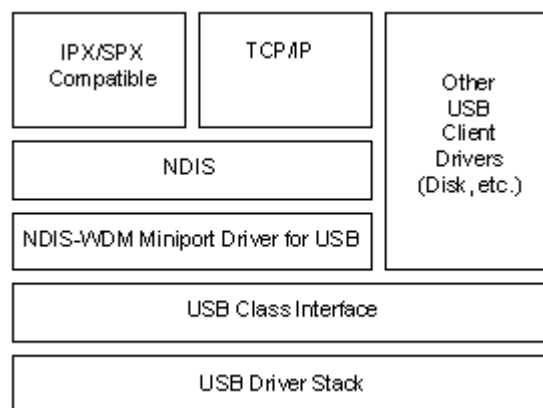 IPX/SPX
Compatible
TCP/IP
Other
USB
Client
Drivers
(Disk, etc.)
NDIS
NDIS-WDM Miniport Driver for USB
USB Class Interface
USB Driver Stack